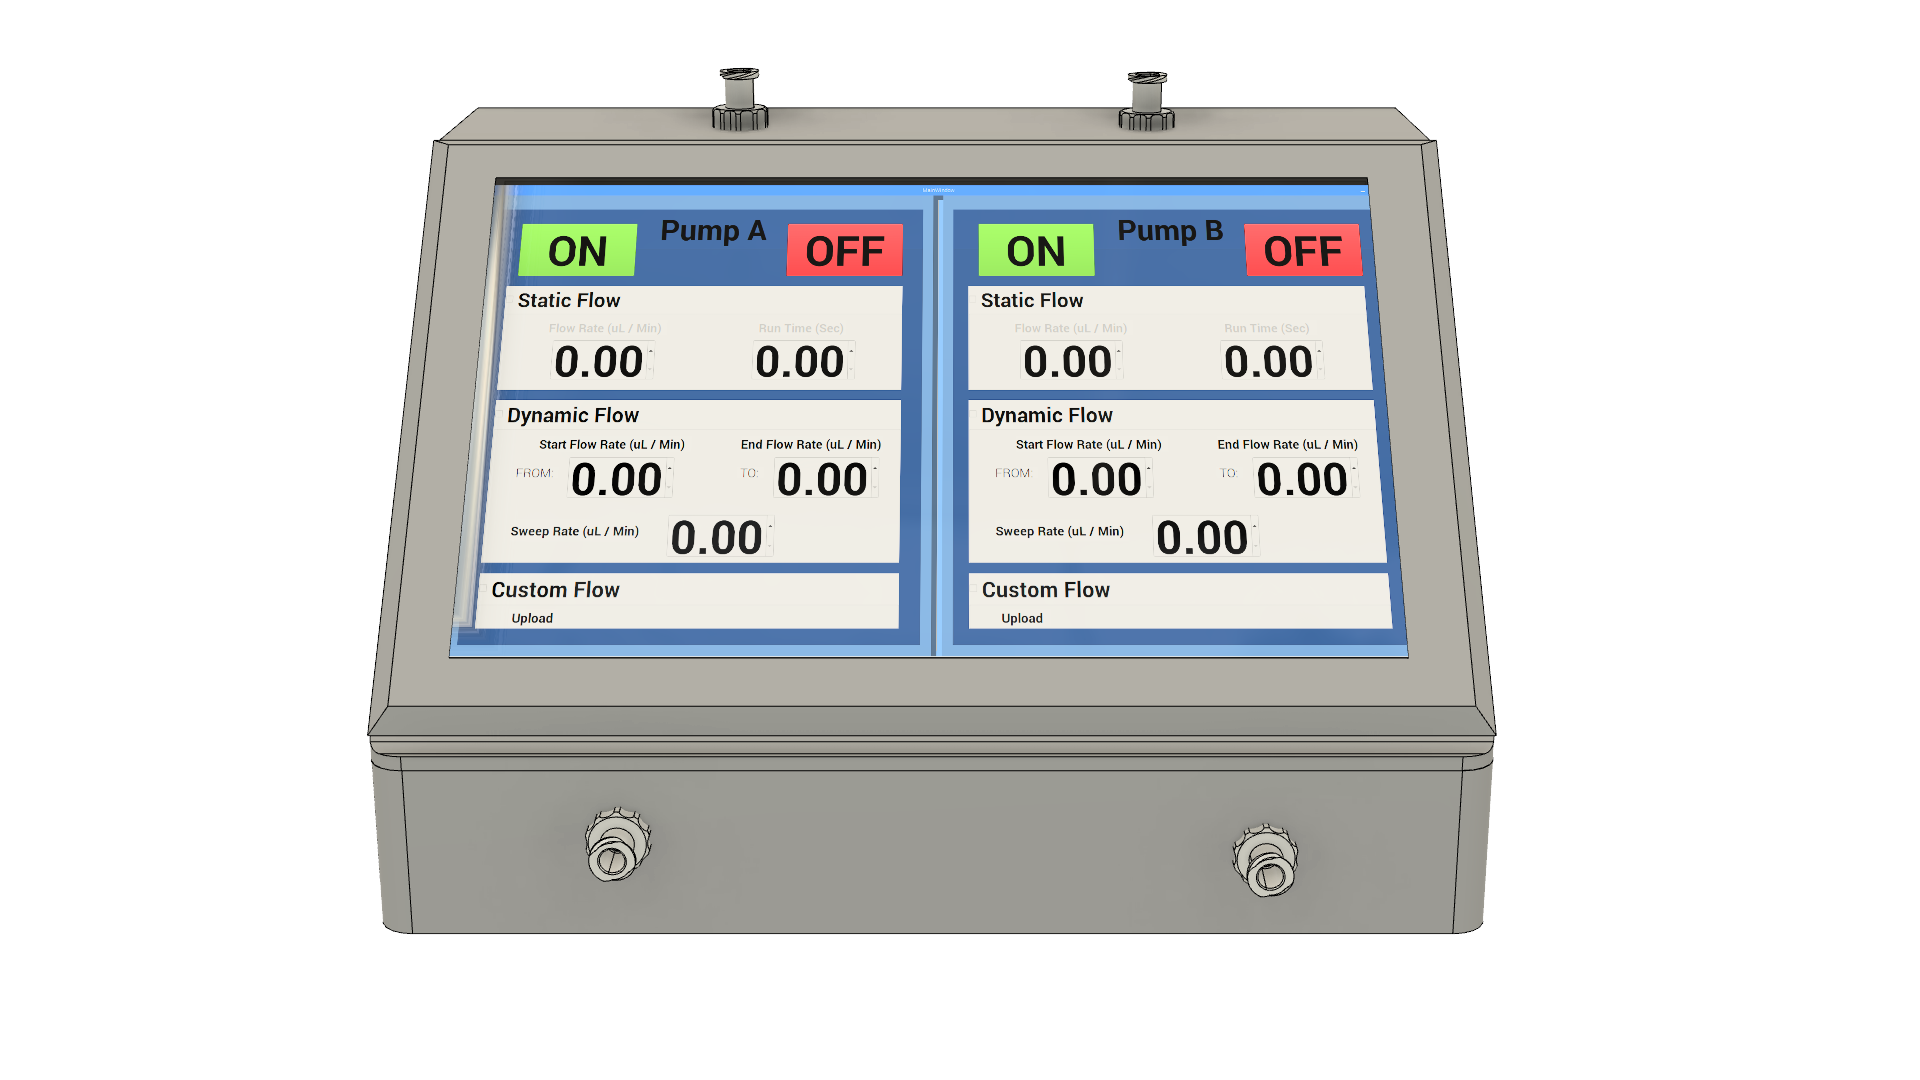 MainWindow
Pump A
ON
OFF
Static Flow
Flow Rate (uL / Min) Run Time (Sec)
0.00 0.00
Dynamic Flow
Start Flow Rate (uL / Min) End Flow Rate (uL / Min)
FROM: 0.00 TO: 0.00
Sweep Rate (uL / Min) 0.00
Custom Flow
Upload
Pump B
ON
OFF
Static Flow
Flow Rate (uL / Min) Run Time (Sec)
0.00 0.00
Dynamic Flow
Start Flow Rate (uL / Min) End Flow Rate (uL / Min)
FROM: 0.00 TO: 0.00
Sweep Rate (uL / Min) 0.00
Custom Flow
Upload